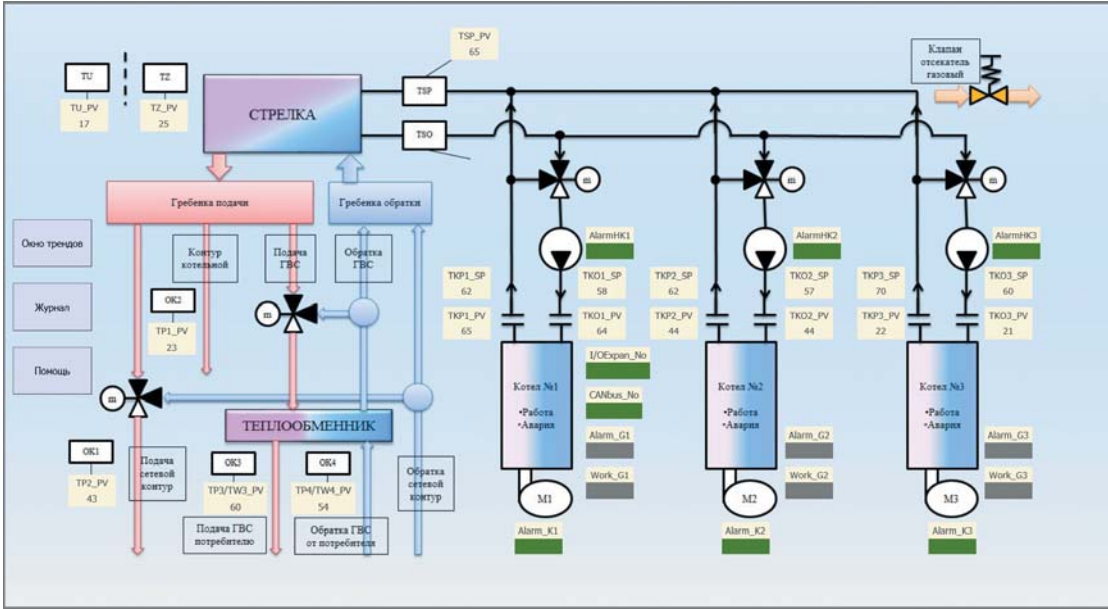 TSP_PV
65
TU
TZ
TU_PV
17
TZ_PV
25
СТРЕЛКА
TSP
TSO
Клапан
отсекатель
газовый
Гребенка подачи
Гребенка обратки
m
m
m
Окно трендов
Журнал
Помощь
Контур
котельной
Подача
ГВС
Обратка
ГВС
AlarmHK1
AlarmHK2
AlarmHK3
OK2
TP1_PV
23
m
m
TKP1_SP
62
TKO1_SP
58
TKP2_SP
62
TKO2_SP
57
TKP3_SP
70
TKO3_SP
60
TKP1_PV
65
TKO1_PV
64
TKP2_PV
44
TKO2_PV
44
TKP3_PV
22
TKO3_PV
21
Котел №1
•Работа
•Авария
I/OExpan_No
CANbus_No
Alarm_G1
Work_G1
Котел №2
•Работа
•Авария
Alarm_G2
Work_G2
Котел №3
•Работа
•Авария
Alarm_G3
Work_G3
ТЕПЛООБМЕННИК
OK1
TP2_PV
43
Подача
сетевой
контур
OK3
TP3/TW3_PV
60
OK4
TP4/TW4_PV
54
Обратка
сетевой
контур
Подача ГВС
потребителю
Обратка ГВС
от потребителя
M1
M2
M3
Alarm_K1
Alarm_K2
Alarm_K3